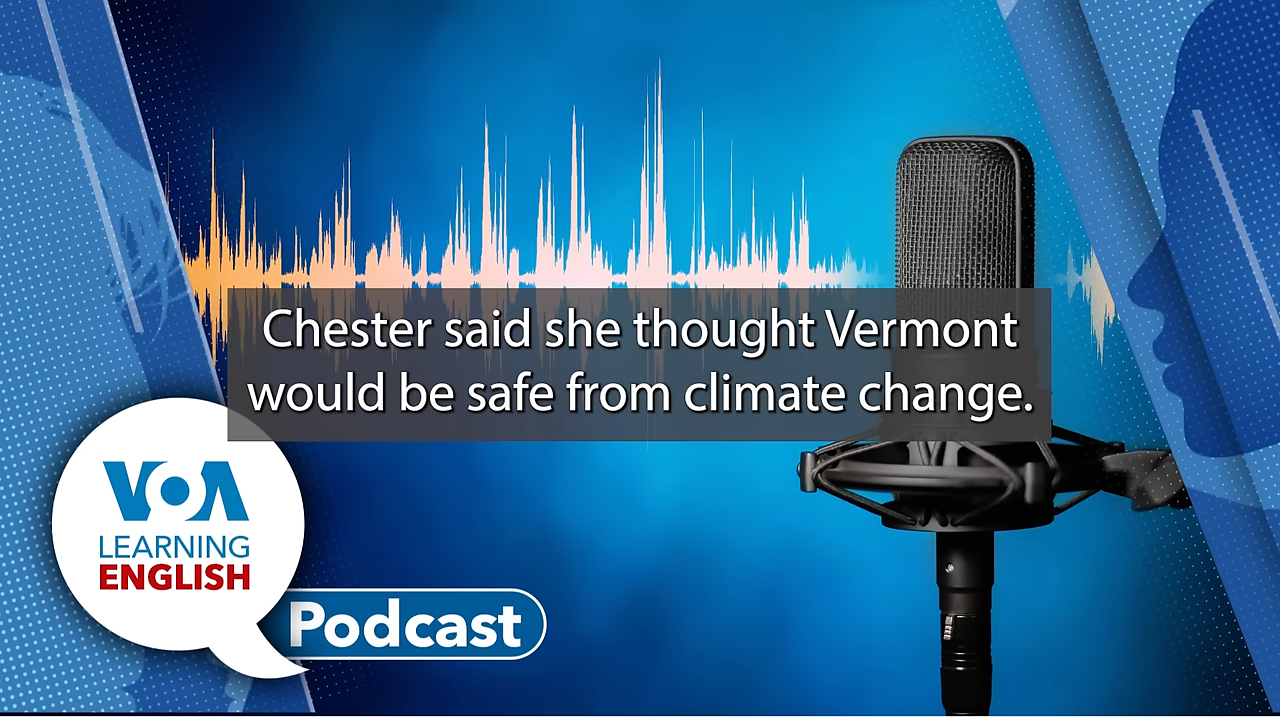 Chester said she thought Vermont
would be safe from climate change.
VOA
LEARNING
ENGLISH
Podcast